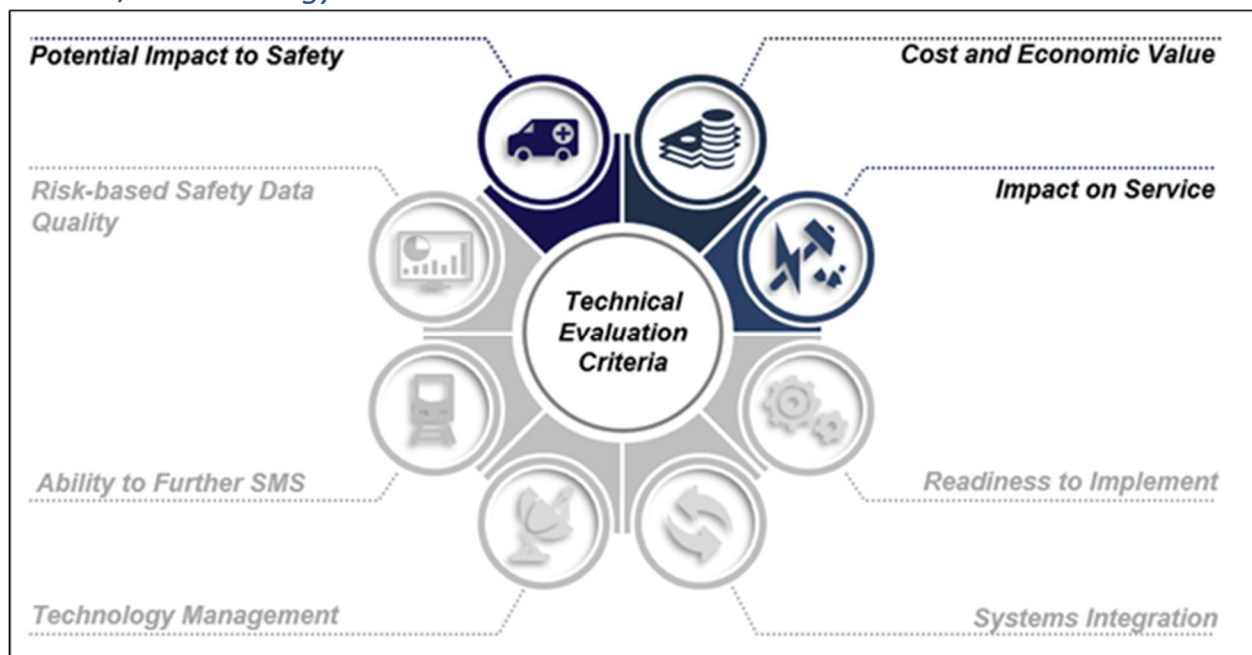 Potential Impact to Safety
Cost and Economic Value
Risk-based Safety Data
Quality
Impact on Service
Technical
Evaluation
Criteria
Ability to Further SMS
Readiness to Implement
Technology Management
Systems Integration